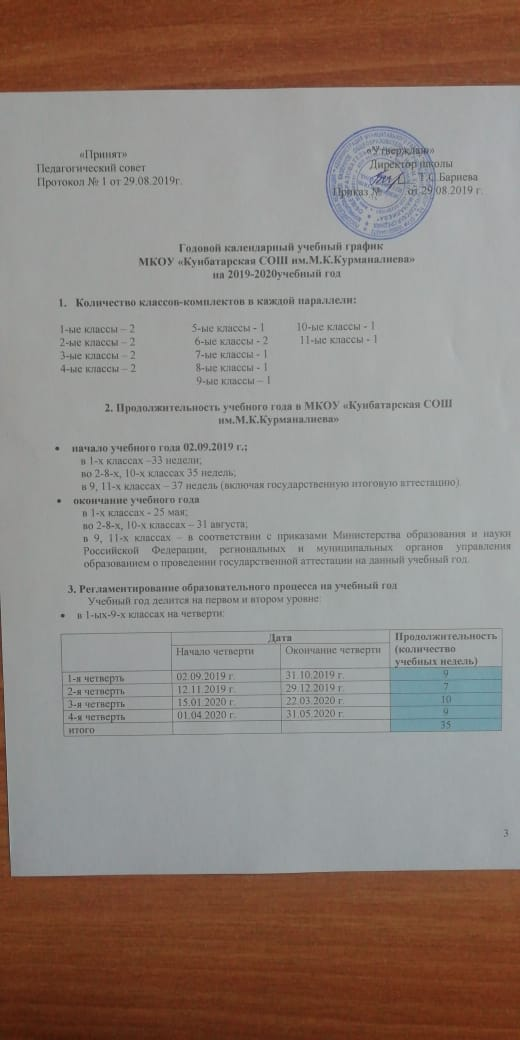 «Принят»
Педагогический совет
Протокол № 1 от 29.08.2019г.
«Утверждаю»
Директор школы
Т.С.Бариева
Приказ № от 29.08.2019 г.
Годовой календарный учебный график
МКОУ «Кунбатарская СОШ им.М.К.Курманалиева»
на 2019-2020учебный год
1. Количество классов-комплектов в каждой параллели:
1-ые классы – 2 5-ые классы - 1 10-ые классы - 1
2-ые классы – 2 6-ые классы - 2 11-ые классы - 1
3-ые классы – 2 7-ые классы - 1
4-ые классы – 2 8-ые классы - 1
9-ые классы – 1
2. Продолжительность учебного года в МКОУ «Кунбатарская СОШ
им.М.К.Курманалиева»
• начало учебного года 02.09.2019 г.;
в 1-х классах –33 недели;
во 2-8-х, 10-х классах 35 недель;
в 9, 11-х классах – 37 недель (включая государственную итоговую аттестацию).
• окончание учебного года
в 1-х классах - 25 мая;
во 2-8-х, 10-х классах – 31 августа;
в 9, 11-х классах – в соответствии с приказами Министерства образования и науки
Российской Федерации, региональных и муниципальных органов управления
образованием о проведении государственной аттестации на данный учебный год.
3. Регламентирование образовательного процесса на учебный год
Учебный год делится на первом и втором уровне:
• в 1-ых-9-х классах на четверти:
Дата Продолжительность
Начало четверти Окончание четверти (количество
учебных недель)
1-я четверть 02.09.2019 г. 31.10.2019 г. 9
2-я четверть 12.11.2019 г. 29.12.2019 г. 7
3-я четверть 15.01.2020 г. 22.03.2020 г. 10
4-я четверть 01.04.2020 г. 31.05.2020 г. 9
итого 35
3